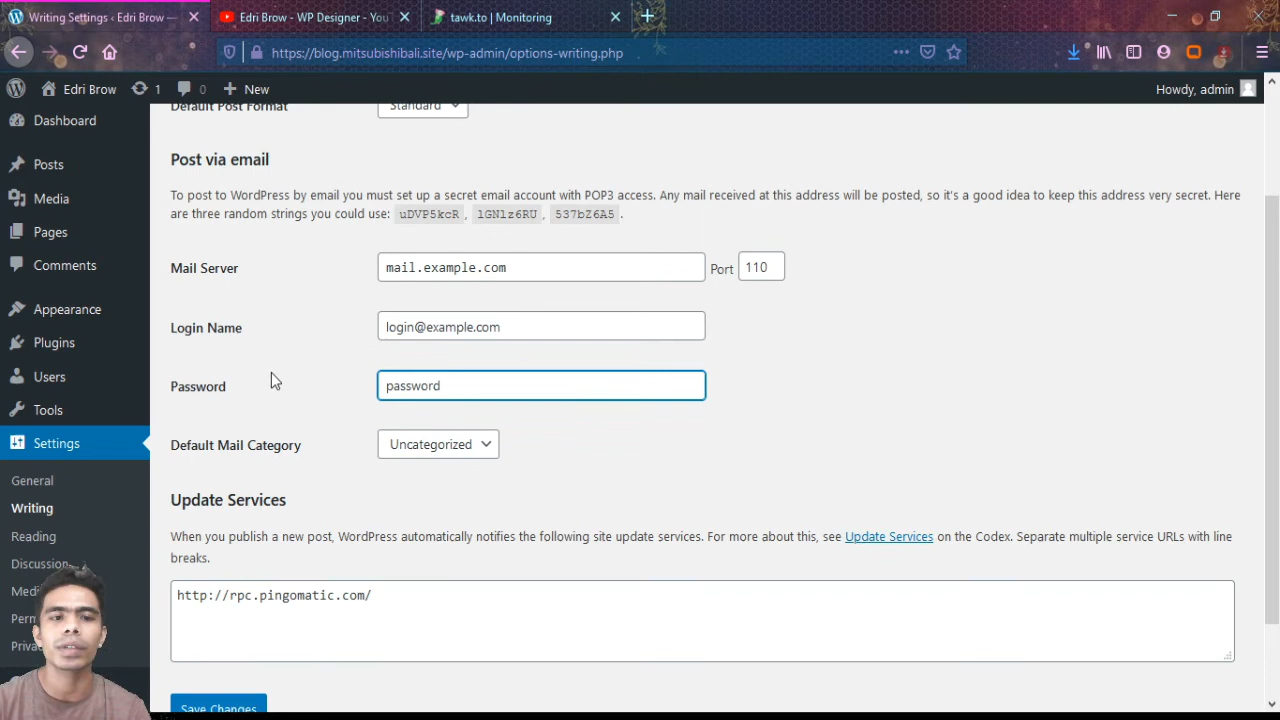 Writing Settings ‹ Edri Brow —
Edri Brow - WP Designer - You
tawk.to | Monitoring
https://blog.mitsubishibali.site/wp-admin/options-writing.php
Edri Brow
1
0
New
Howdy, admin
Dashboard
Posts
Media
Pages
Comments
Appearance
Plugins
Users
Tools
Settings
General
Writing
Reading
Discussion
Default Post Format
Standard
Post via email
To post to WordPress by email you must set up a secret email account with POP3 access. Any mail received at this address will be posted, so it's a good idea to keep this address very secret. Here
are three random strings you could use: uDVP5kcR, lGNlz6RU, 537bZ6A5.
Mail Server
mail.example.com
Port
110
Login Name
login@example.com
Password
password
Default Mail Category
Uncategorized
Update Services
When you publish a new post, WordPress automatically notifies the following site update services. For more about this, see Update Services on the Codex. Separate multiple service URLs with line
breaks.
http://rpc.pingomatic.com/
Save Changes